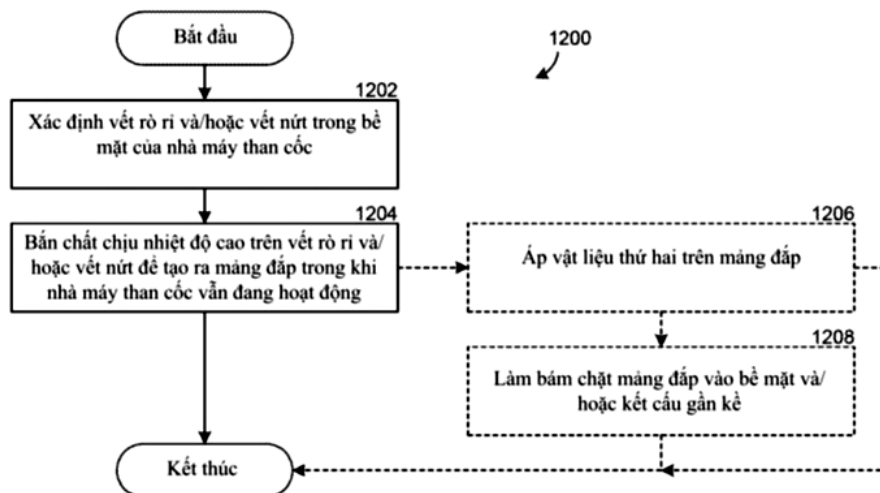 Bắt đầu
1200
1202
Xác định vết rò rỉ và/hoặc vết nứt trong bề
mặt của nhà máy than cốc
1204
Bắn chất chịu nhiệt độ cao trên vết rò rỉ và/
hoặc vết nứt để tạo ra mảng đắp trong khi
nhà máy than cốc vẫn đang hoạt động
1206
Áp vật liệu thứ hai trên mảng đắp
1208
Làm bám chặt mảng đắp vào bề mặt và/
hoặc kết cấu gần kề
Kết thúc